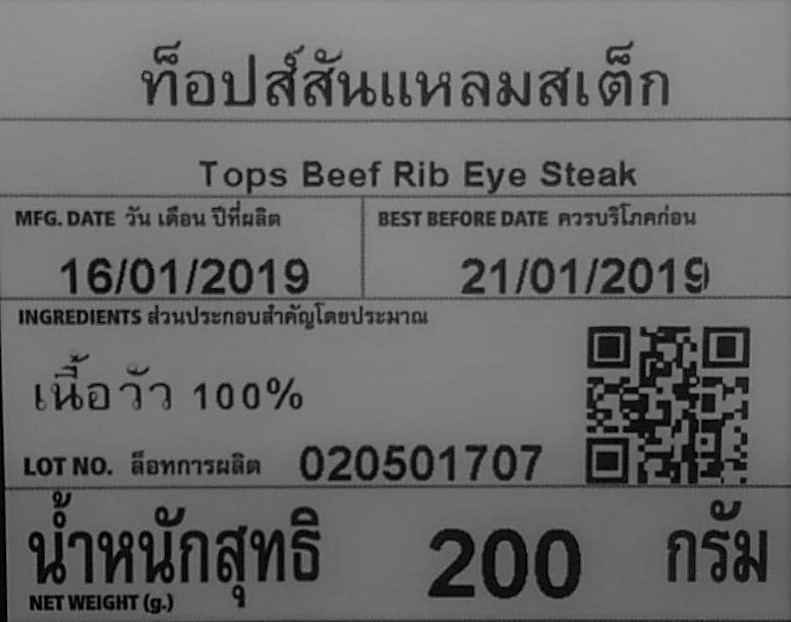 ท็อปส์สันแหลมสเต็ก
Tops Beef Rib Eye Steak
MFG. DATE วัน เดือน ปีที่ผลิต
16/01/2019
BEST BEFORE DATE ควรบริโภคก่อน
21/01/2019
INGREDIENTS ส่วนประกอบสำคัญโดยประมาณ
เนื้อวัว 100%
LOT NO. ล็อทการผลิต 020501707
น้ำหนักสุทธิ 200 กรัม
NET WEIGHT (g.)